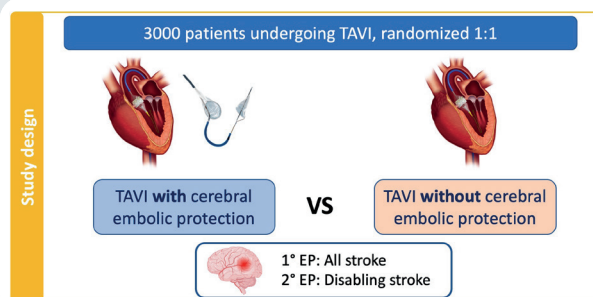 3000 patients undergoing TAVI, randomized 1:1
Study design
TAVI with cerebral
embolic protection
VS
TAVI without cerebral
embolic protection
1° EP: All stroke
2° EP: Disabling stroke